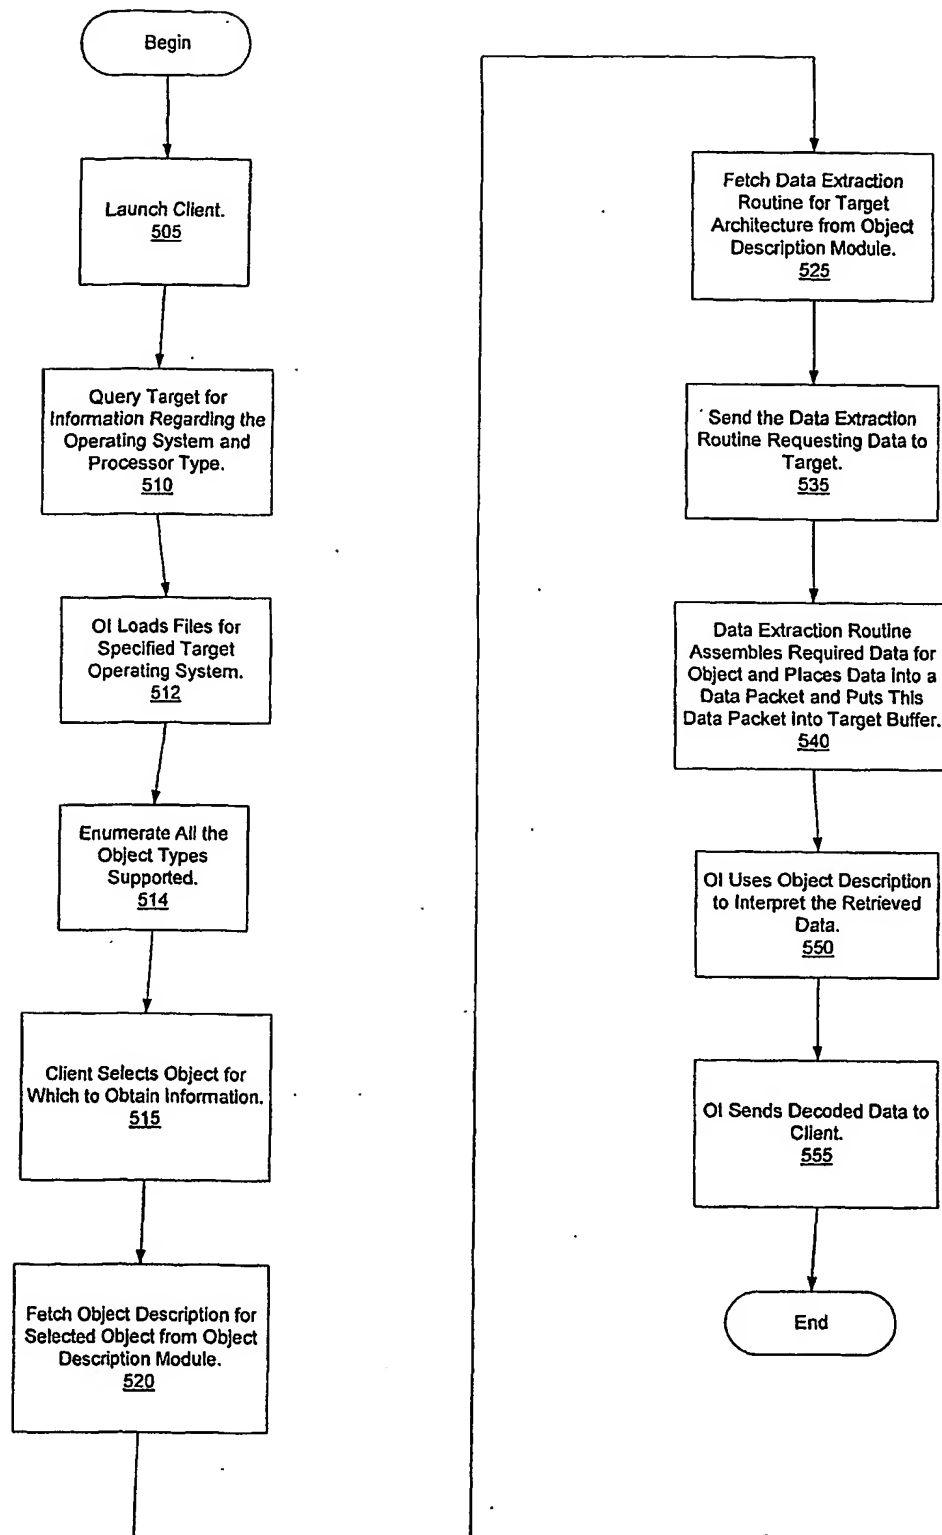 Begin
Launch Client.
505
Query Target for
Information Regarding the
Operating System and
Processor Type.
510
OI Loads Files for
Specified Target
Operating System.
512
Enumerate All the
Object Types
Supported.
514
Client Selects Object for
Which to Obtain Information.
515
Fetch Object Description for
Selected Object from Object
Description Module.
520
Fetch Data Extraction
Routine for Target
Architecture from Object
Description Module.
525
Send the Data Extraction
Routine Requesting Data to
Target.
535
Data Extraction Routine
Assembles Required Data for
Object and Places Data into a
Data Packet and Puts This
Data Packet into Target Buffer.
540
OI Uses Object Description
to Interpret the Retrieved
Data.
550
OI Sends Decoded Data to
Client.
555
End